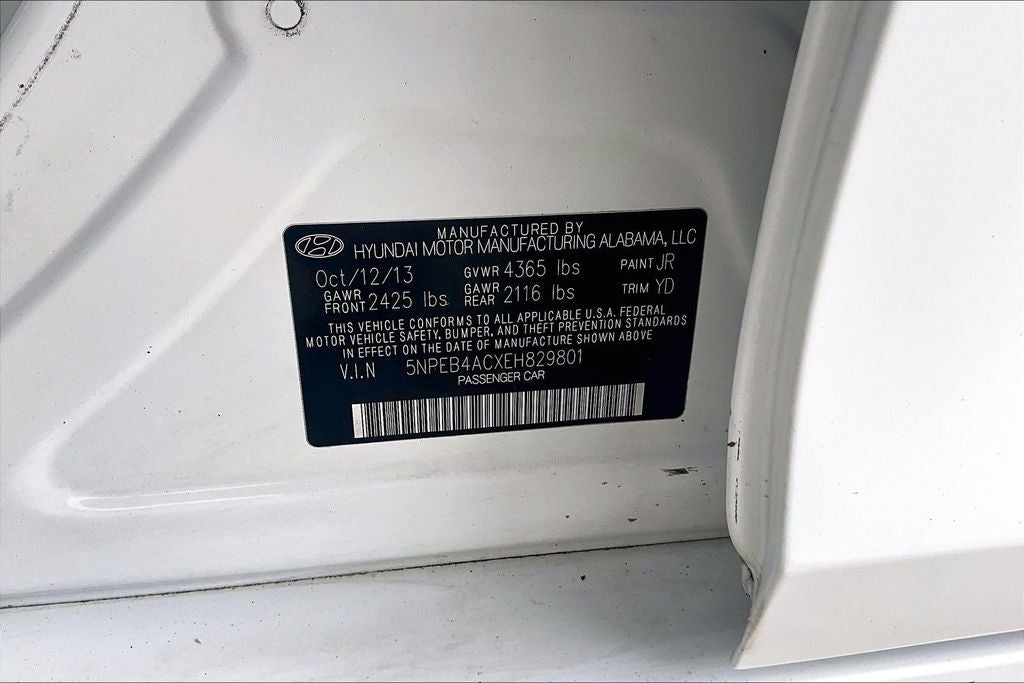 MANUFACTURED BY
HYUNDAI MOTOR MANUFACTURING ALABAMA, LLC
Oct/12/13 GVWR 4365 lbs PAINT JR
GAWR FRONT 2425 lbs GAWR REAR 2116 lbs TRIM YD
THIS VEHICLE CONFORMS TO ALL APPLICABLE U.S.A. FEDERAL
MOTOR VEHICLE SAFETY, BUMPER, AND THEFT PREVENTION STANDARDS
IN EFFECT ON THE DATE OF MANUFACTURE SHOWN ABOVE
V.I.N 5NPEB4ACXEH829801
PASSENGER CAR